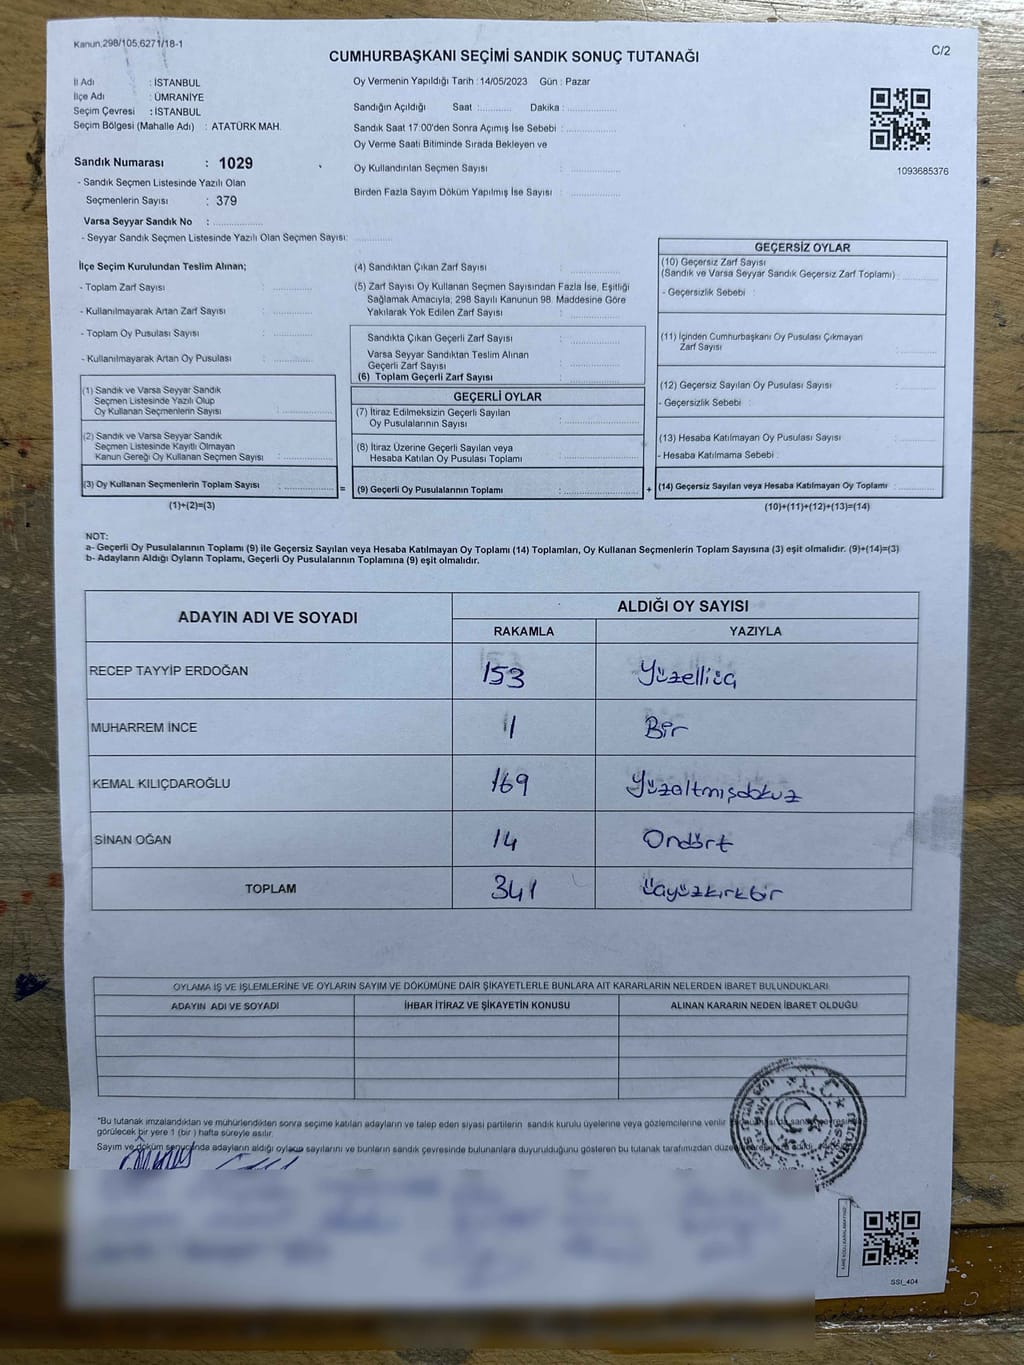 Kanun,298/105,6271/18-1
C/2
CUMHURBAŞKANI SEÇİMİ SANDIK SONUÇ TUTANAĞI
İl Adı : İSTANBUL
İlçe Adı : ÜMRANİYE
Seçim Çevresi : İSTANBUL
Seçim Bölgesi (Mahalle Adı) : ATATÜRK MAH.
Sandık Numarası : 1029
- Sandık Seçmen Listesinde Yazılı Olan
Seçmenlerin Sayısı : 379
Varsa Seyyar Sandık No : ..............
- Seyyar Sandık Seçmen Listesinde Yazılı Olan Seçmen Sayısı: ............
Oy Vermenin Yapıldığı Tarih : 14/05/2023 Gün : Pazar
Sandığın Açıldığı Saat :........... Dakika : ................
Sandık Saat 17:00'den Sonra Açımış İse Sebebi : ................
Oy Verme Saati Bitiminde Sırada Bekleyen ve
Oy Kullandırılan Seçmen Sayısı : ................
Birden Fazla Sayım Döküm Yapılmış İse Sayısı : ................
1093685376
İlçe Seçim Kurulundan Teslim Alınan;
- Toplam Zarf Sayısı : ............
- Kullanılmayarak Artan Zarf Sayısı : ............
- Toplam Oy Pusulası Sayısı : ............
- Kullanılmayarak Artan Oy Pusulası : ............
(1) Sandık ve Varsa Seyyar Sandık
Seçmen Listesinde Yazılı Olup
Oy Kullanan Seçmenlerin Sayısı : ................
(2) Sandık ve Varsa Seyyar Sandık
Seçmen Listesinde Kayıtlı Olmayan
Kanun Gereği Oy Kullanan Seçmen Sayısı : ................
(3) Oy Kullanan Seçmenlerin Toplam Sayısı : ................
(1)+(2)=(3)
=
(4) Sandıktan Çıkan Zarf Sayısı : ................
(5) Zarf Sayısı Oy Kullanan Seçmen Sayısından Fazla İse, Eşitliği
Sağlamak Amacıyla, 298 Sayılı Kanunun 98. Maddesine Göre
Yakılarak Yok Edilen Zarf Sayısı : ................
Sandıkta Çıkan Geçerli Zarf Sayısı : ................
Varsa Seyyar Sandıktan Teslim Alınan
Geçerli Zarf Sayısı : ................
(6) Toplam Geçerli Zarf Sayısı : ................
GEÇERLİ OYLAR
(7) İtiraz Edilmeksizin Geçerli Sayılan
Oy Pusulalarının Sayısı : ................
(8) İtiraz Üzerine Geçerli Sayılan veya
Hesaba Katılan Oy Pusulası Toplamı : ................
(9) Geçerli Oy Pusulalarının Toplamı : ................
+
GEÇERSİZ OYLAR
(10) Geçersiz Zarf Sayısı
(Sandık ve Varsa Seyyar Sandık Geçersiz Zarf Toplamı) : ............
- Geçersizlik Sebebi :
(11) İçinden Cumhurbaşkanı Oy Pusulası Çıkmayan
Zarf Sayısı : ............
(12) Geçersiz Sayılan Oy Pusulası Sayısı : ............
- Geçersizlik Sebebi :
(13) Hesaba Katılmayan Oy Pusulası Sayısı : ............
- Hesaba Katılmama Sebebi :
(14) Geçersiz Sayılan veya Hesaba Katılmayan Oy Toplamı : ............
(10)+(11)+(12)+(13)=(14)
NOT:
a- Geçerli Oy Pusulalarının Toplamı (9) ile Geçersiz Sayılan veya Hesaba Katılmayan Oy Toplamı (14) Toplamları, Oy Kullanan Seçmenlerin Toplam Sayısına (3) eşit olmalıdır. (9)+(14)=(3)
b- Adayların Aldığı Oyların Toplamı, Geçerli Oy Pusulalarının Toplamına (9) eşit olmalıdır.
ADAYIN ADI VE SOYADI ALDIĞI OY SAYISI
RAKAMLA YAZIYLA
RECEP TAYYİP ERDOĞAN 153 Yüzelliüç
MUHARREM İNCE 1 Bir
KEMAL KILIÇDAROĞLU 169 Yüzaltmışdokuz
SİNAN OĞAN 14 Ondört
TOPLAM 341 üçyüzkırkbir
OYLAMA İŞ VE İŞLEMLERİNE VE OYLARIN SAYIM VE DÖKÜMÜNE DAİR ŞİKAYETLERLE BUNLARA AİT KARARLARIN NELERDEN İBARET BULUNDUKLARI
ADAYIN ADI VE SOYADI İHBAR İTİRAZ VE ŞİKAYETİN KONUSU ALINAN KARARIN NEDEN İBARET OLDUĞU
*Bu tutanak imzalandıktan ve mühürlendikten sonra seçime katılan adayların ve talep eden siyasi partilerin sandık kurulu üyelerine veya gözlemcilerine verilir
görülecek bir yere 1 (bir) hafta süreyle asılır.
Sayım ve döküm sonucunda adayların aldığı oyların sayılarını ve bunların sandık çevresinde bulunanlara duyurulduğunu gösteren bu tutanak tarafımızdan
SSI_404